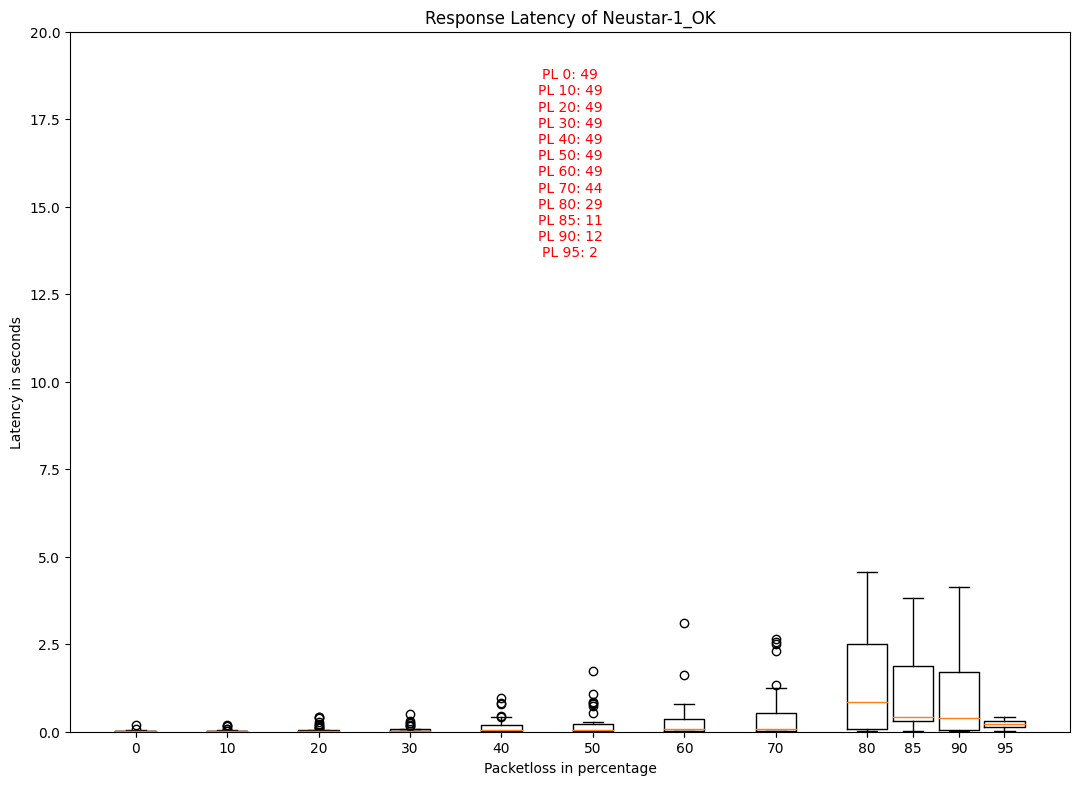 Response Latency of Neustar-1_OK
20.0
17.5
15.0
12.5
10.0
7.5
5.0
2.5
0.0
Latency in seconds
PL 0: 49
PL 10: 49
PL 20: 49
PL 30: 49
PL 40: 49
PL 50: 49
PL 60: 49
PL 70: 44
PL 80: 29
PL 85: 11
PL 90: 12
PL 95: 2
0 10 20 30 40 50 60 70 80 85 90 95
Packetloss in percentage